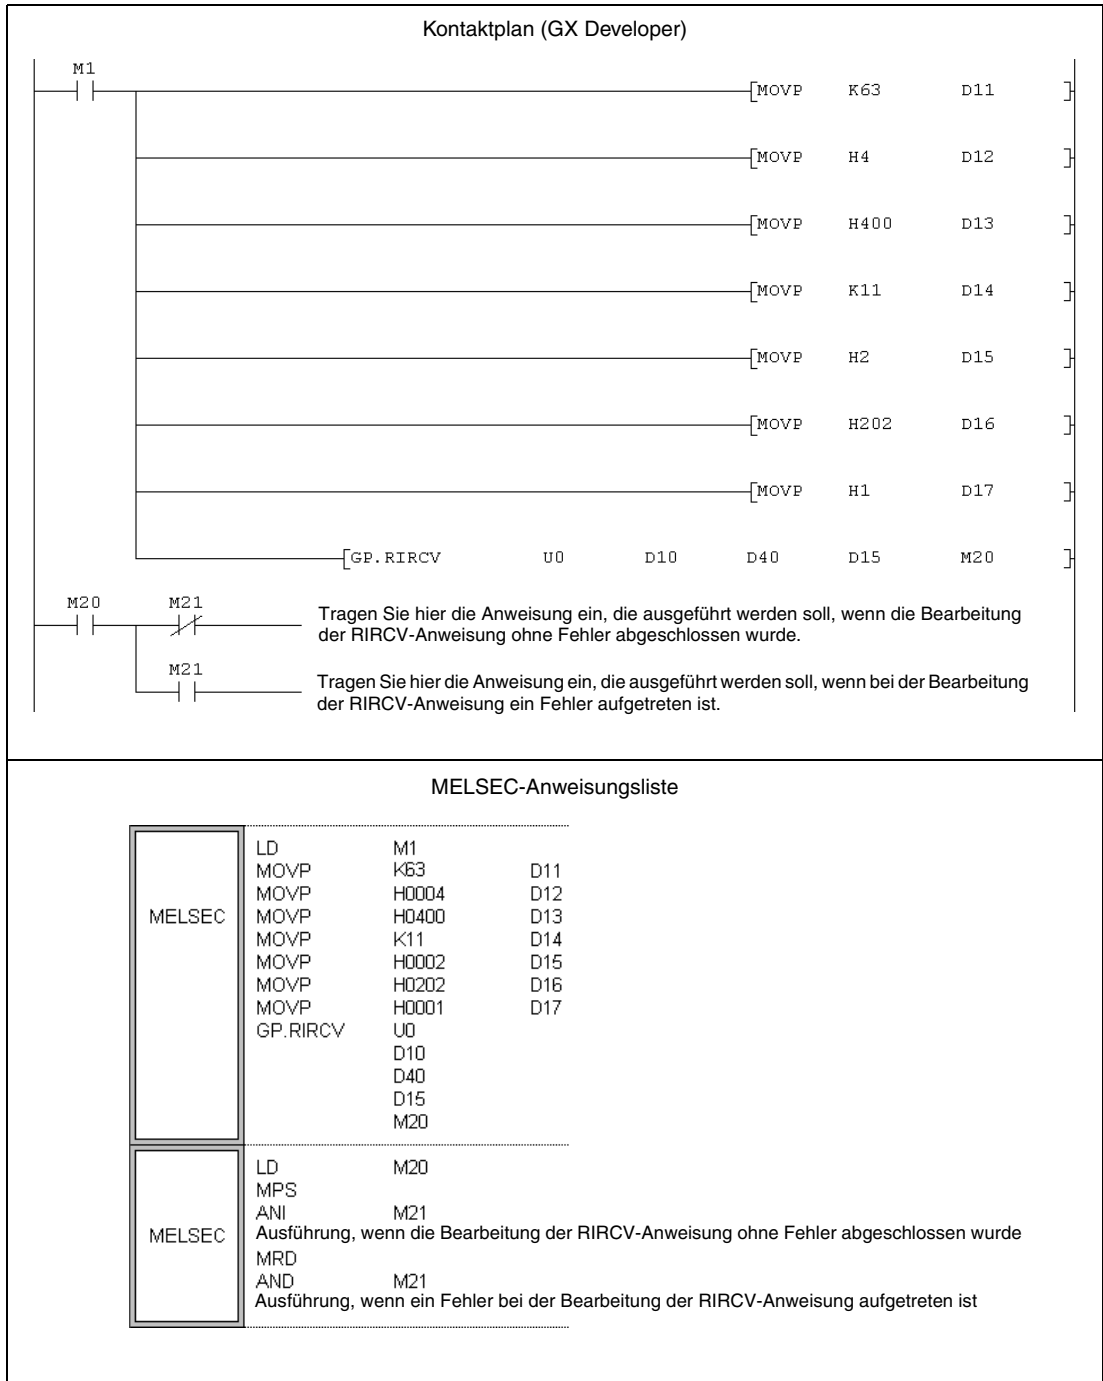 Kontaktplan (GX Developer)
M1
MOVP K63 D11
MOVP H4 D12
MOVP H400 D13
MOVP K11 D14
MOVP H2 D15
MOVP H202 D16
MOVP H1 D17
GP.RIRCV U0 D10 D40 D15 M20
M20 M21
Tragen Sie hier die Anweisung ein, die ausgeführt werden soll, wenn die Bearbeitung
der RIRCV-Anweisung ohne Fehler abgeschlossen wurde.
M21
Tragen Sie hier die Anweisung ein, die ausgeführt werden soll, wenn bei der Bearbeitung
der RIRCV-Anweisung ein Fehler aufgetreten ist.
MELSEC-Anweisungsliste
MELSEC
LD M1
MOVP K63 D11
MOVP H0004 D12
MOVP H0400 D13
MOVP K11 D14
MOVP H0002 D15
MOVP H0202 D16
MOVP H0001 D17
GP.RIRCV U0
D10
D40
D15
M20
MELSEC
LD M20
MPS
ANI M21
Ausführung, wenn die Bearbeitung der RIRCV-Anweisung ohne Fehler abgeschlossen wurde
MRD
AND M21
Ausführung, wenn ein Fehler bei der Bearbeitung der RIRCV-Anweisung aufgetreten ist